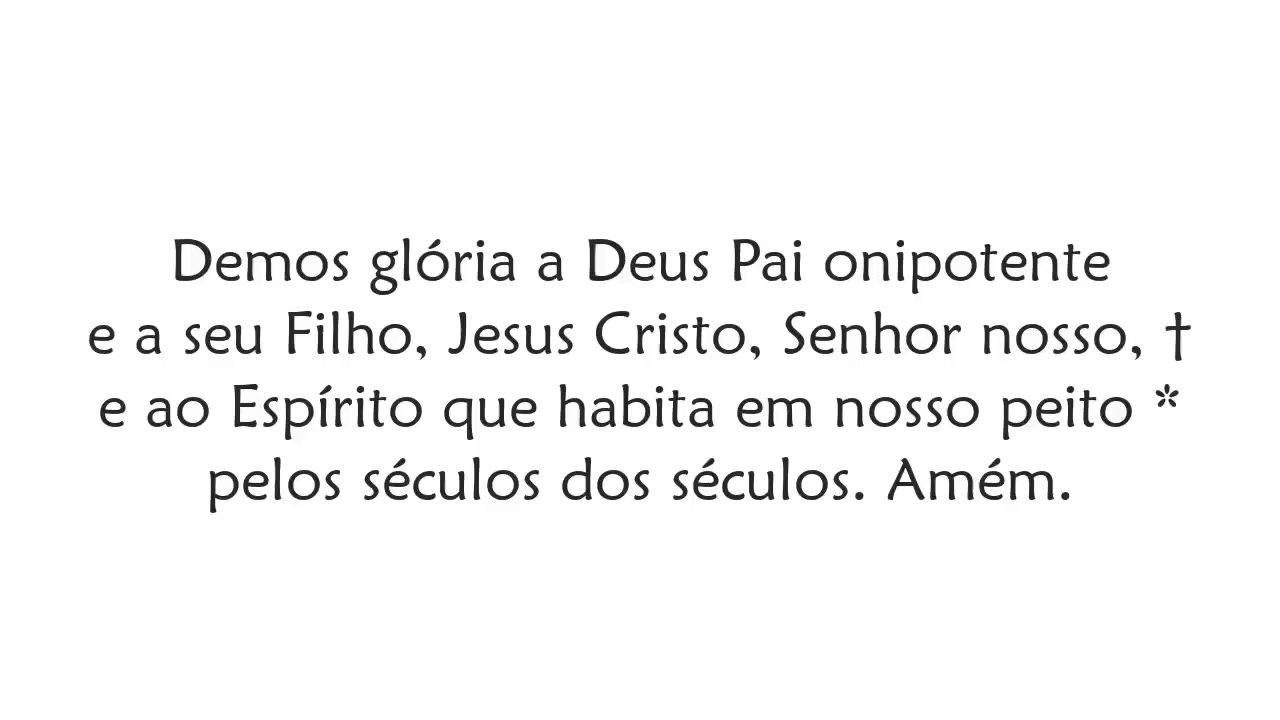 Demos glória a Deus Pai onipotente
e a seu Filho, Jesus Cristo, Senhor nosso, †
e ao Espírito que habita em nosso peito *
pelos séculos dos séculos. Amém.